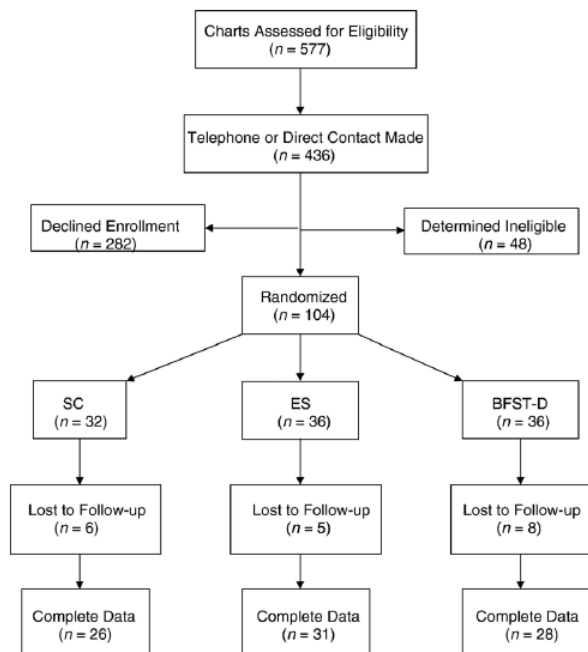 Charts Assessed for Eligibility
(n = 577)
Telephone or Direct Contact Made
(n = 436)
Declined Enrollment
(n = 282)
Determined Ineligible
(n = 48)
Randomized
(n = 104)
SC
(n = 32)
ES
(n = 36)
BFST-D
(n = 36)
Lost to Follow-up
(n = 6)
Lost to Follow-up
(n = 5)
Lost to Follow-up
(n = 8)
Complete Data
(n = 26)
Complete Data
(n = 31)
Complete Data
(n = 28)